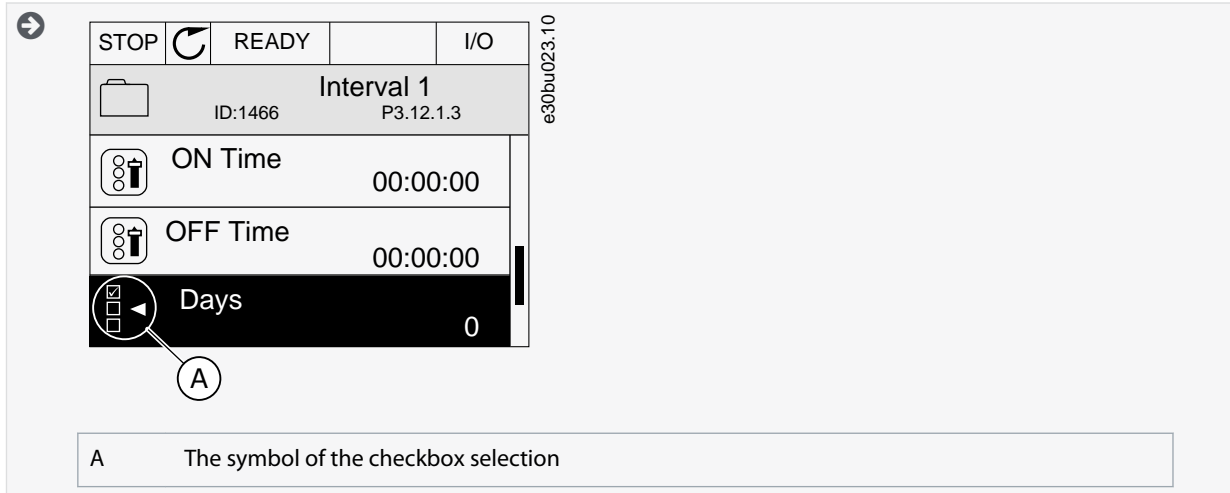 STOP READY I/O
Interval 1
ID:1466 P3.12.1.3
ON Time
00:00:00
OFF Time
00:00:00
Days
0
A
e30bu023.10
A The symbol of the checkbox selection